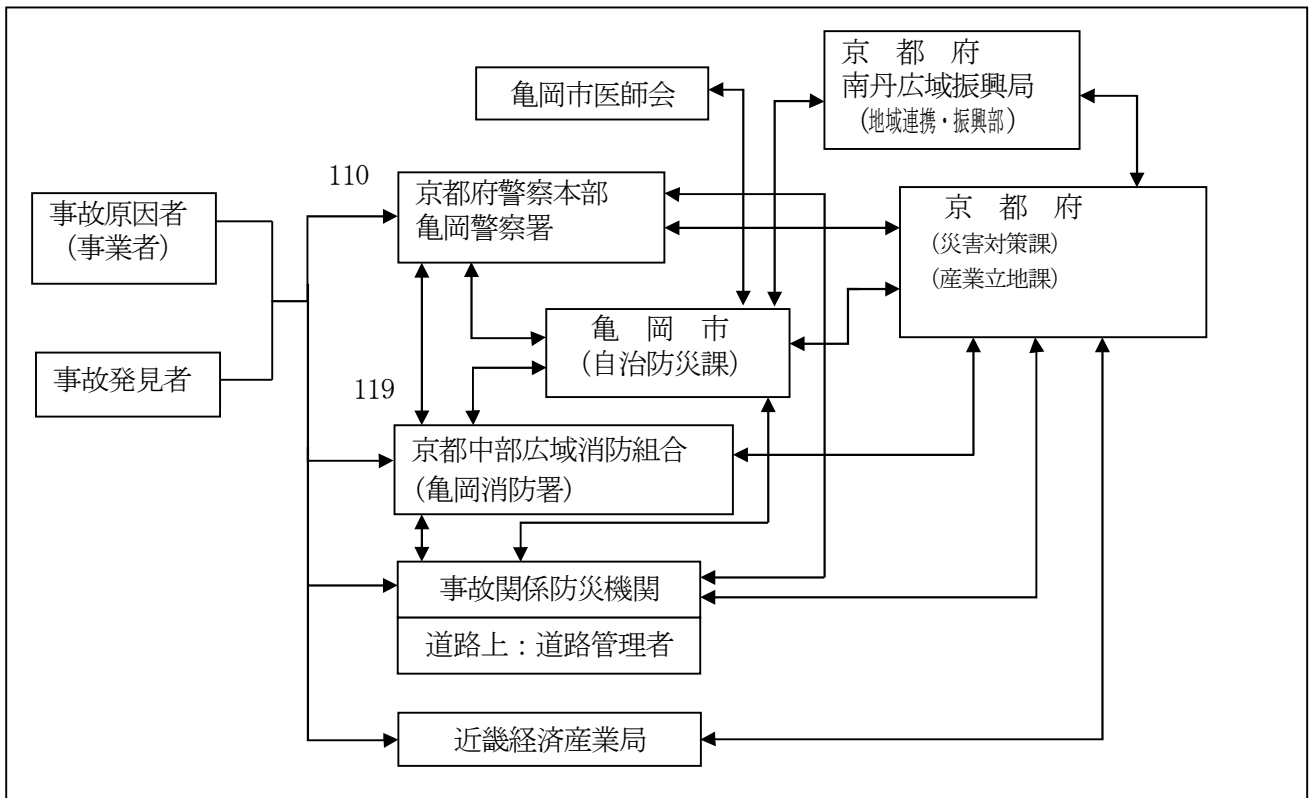 京　都　府
南丹広域振興局
（地域連携・振興部）
亀岡市医師会
110
京都府警察本部
亀岡警察署
事故原因者
（事業者）
京　都　府
（災害対策課）
（産業立地課）
亀　岡　市
（自治防災課）
事故発見者
119
京都中部広域消防組合
（亀岡消防署）
事故関係防災機関
道路上：道路管理者
近畿経済産業局